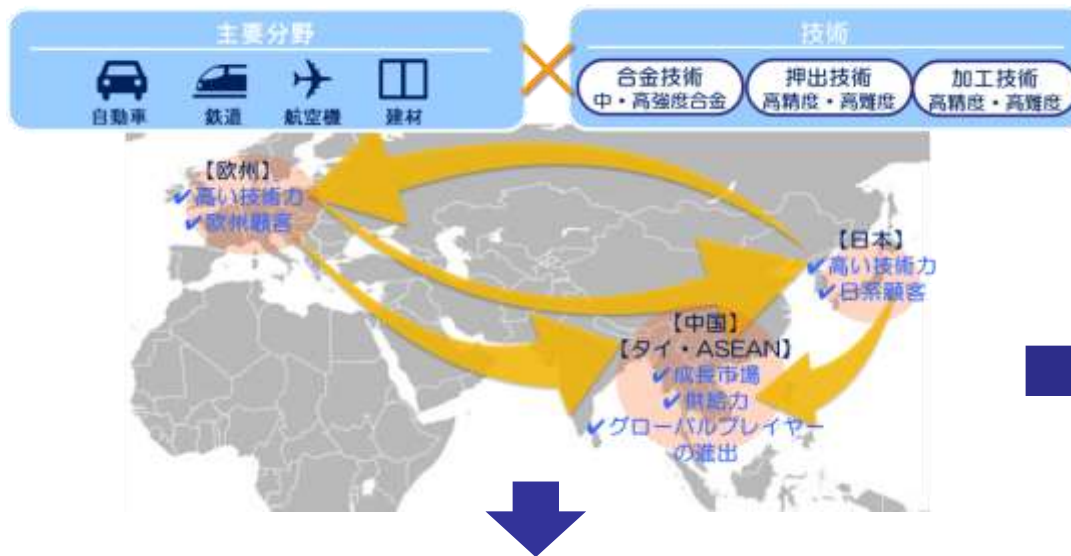 主要分野
自動車
鉄道
航空機
建材
技術
合金技術
中・高強度合金
押出技術
高精度・高難度
加工技術
高精度・高難度
【欧州】
✔高い技術力
✔欧州顧客
【日本】
✔高い技術力
✔日系顧客
【中国】
【タイ・ASEAN】
✔成長市場
✔供給力
✔グローバルプレイヤー
の進出